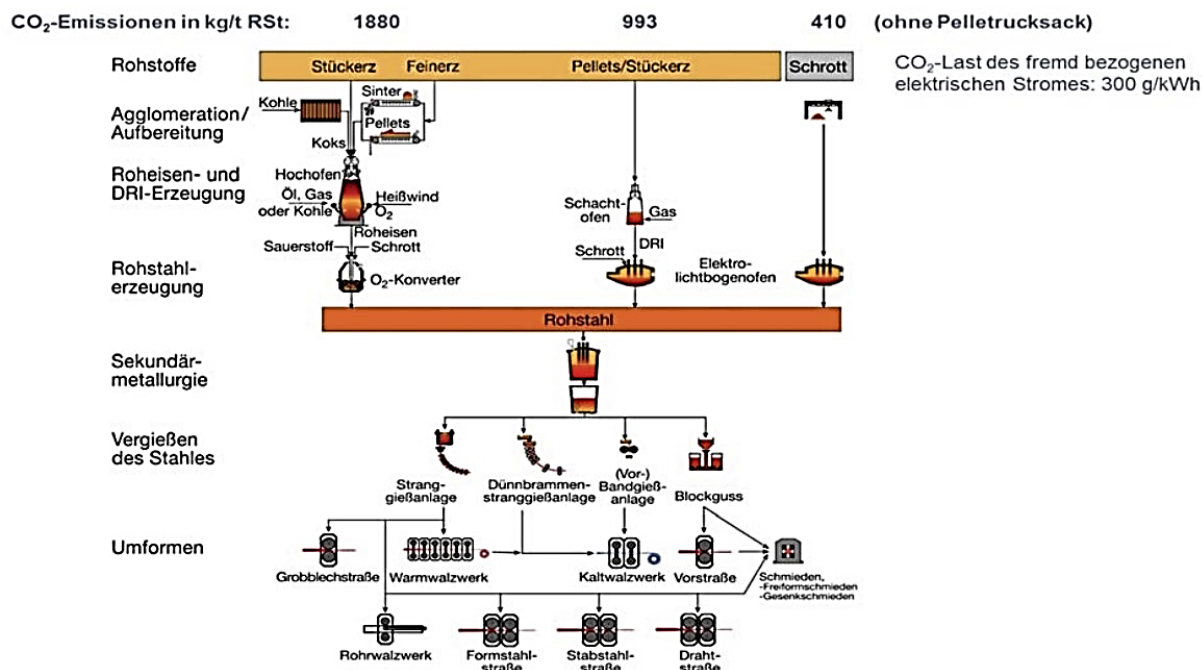 CO₂-Emissionen in kg/t RSt: 1880 993 410 (ohne Pelletrucksack)
CO₂-Last des fremd bezogenen
elektrischen Stromes: 300 g/kWh
Rohstoffe
Stückerz Feinerz Pellets/Stückerz Schrott
Agglomeration/
Aufbereitung
Kohle
Sinter
Pellets
Koks
Roheisen- und
DRI-Erzeugung
Hochofen
Öl, Gas
oder Kohle
Heißwind
O₂
Roheisen
Schacht-
ofen
Gas
DRI
Sauerstoff
Schrott
Schrott
Rohstahl-
erzeugung
O₂-Konverter
Elektro-
lichtbogenofen
Rohstahl
Sekundär-
metallurgie
Vergießen
des Stahles
Strang-
gießanlage
Dünnbrammen-
stranggießanlage
(Vor-)
Bandgieß-
anlage
Blockguss
Umformen
Grobblechstraße
Warmwalzwerk
Kaltwalzwerk
Vorstraße
Schmieden,
-Freiformschmieden
-Gesenkschmieden
Rohrwalzwerk
Formstahl-
straße
Stabstahl-
straße
Draht-
straße